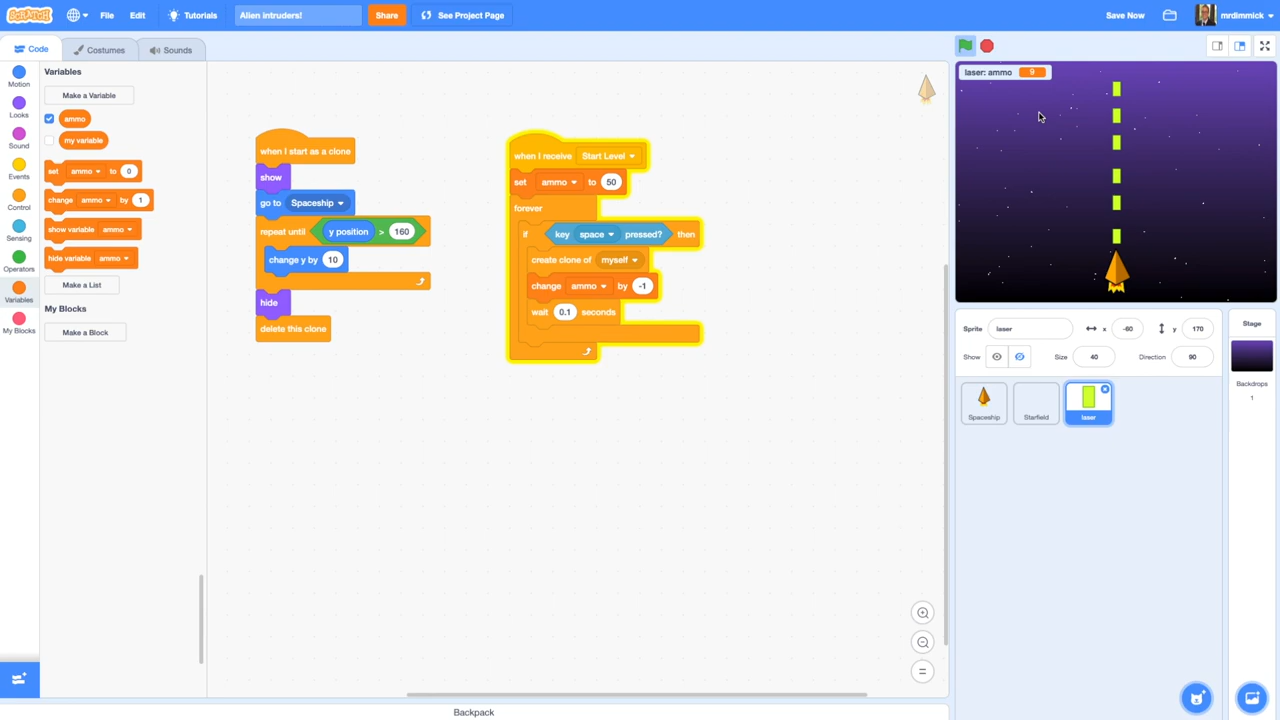 SCRATCH
File
Edit
Tutorials
Alien Intruders!
Share
See Project Page
Save Now
mrdimmick
Code
Costumes
Sounds
Motion
Looks
Sound
Events
Control
Sensing
Operators
Variables
My Blocks
Variables
Make a Variable
ammo
my variable
set ammo to 0
change ammo by 1
show variable ammo
hide variable ammo
Make a List
My Blocks
Make a Block
when I start as a clone
show
go to Spaceship
repeat until y position > 160
change y by 10
hide
delete this clone
when I receive Start Level
set ammo to 50
forever
if key space pressed? then
create clone of myself
change ammo by -1
wait 0.1 seconds
laser: ammo 9
Sprite laser x -60 y 170
Show Size 40 Direction 90
Spaceship
Starfield
laser
Stage
Backdrops
1
Backpack